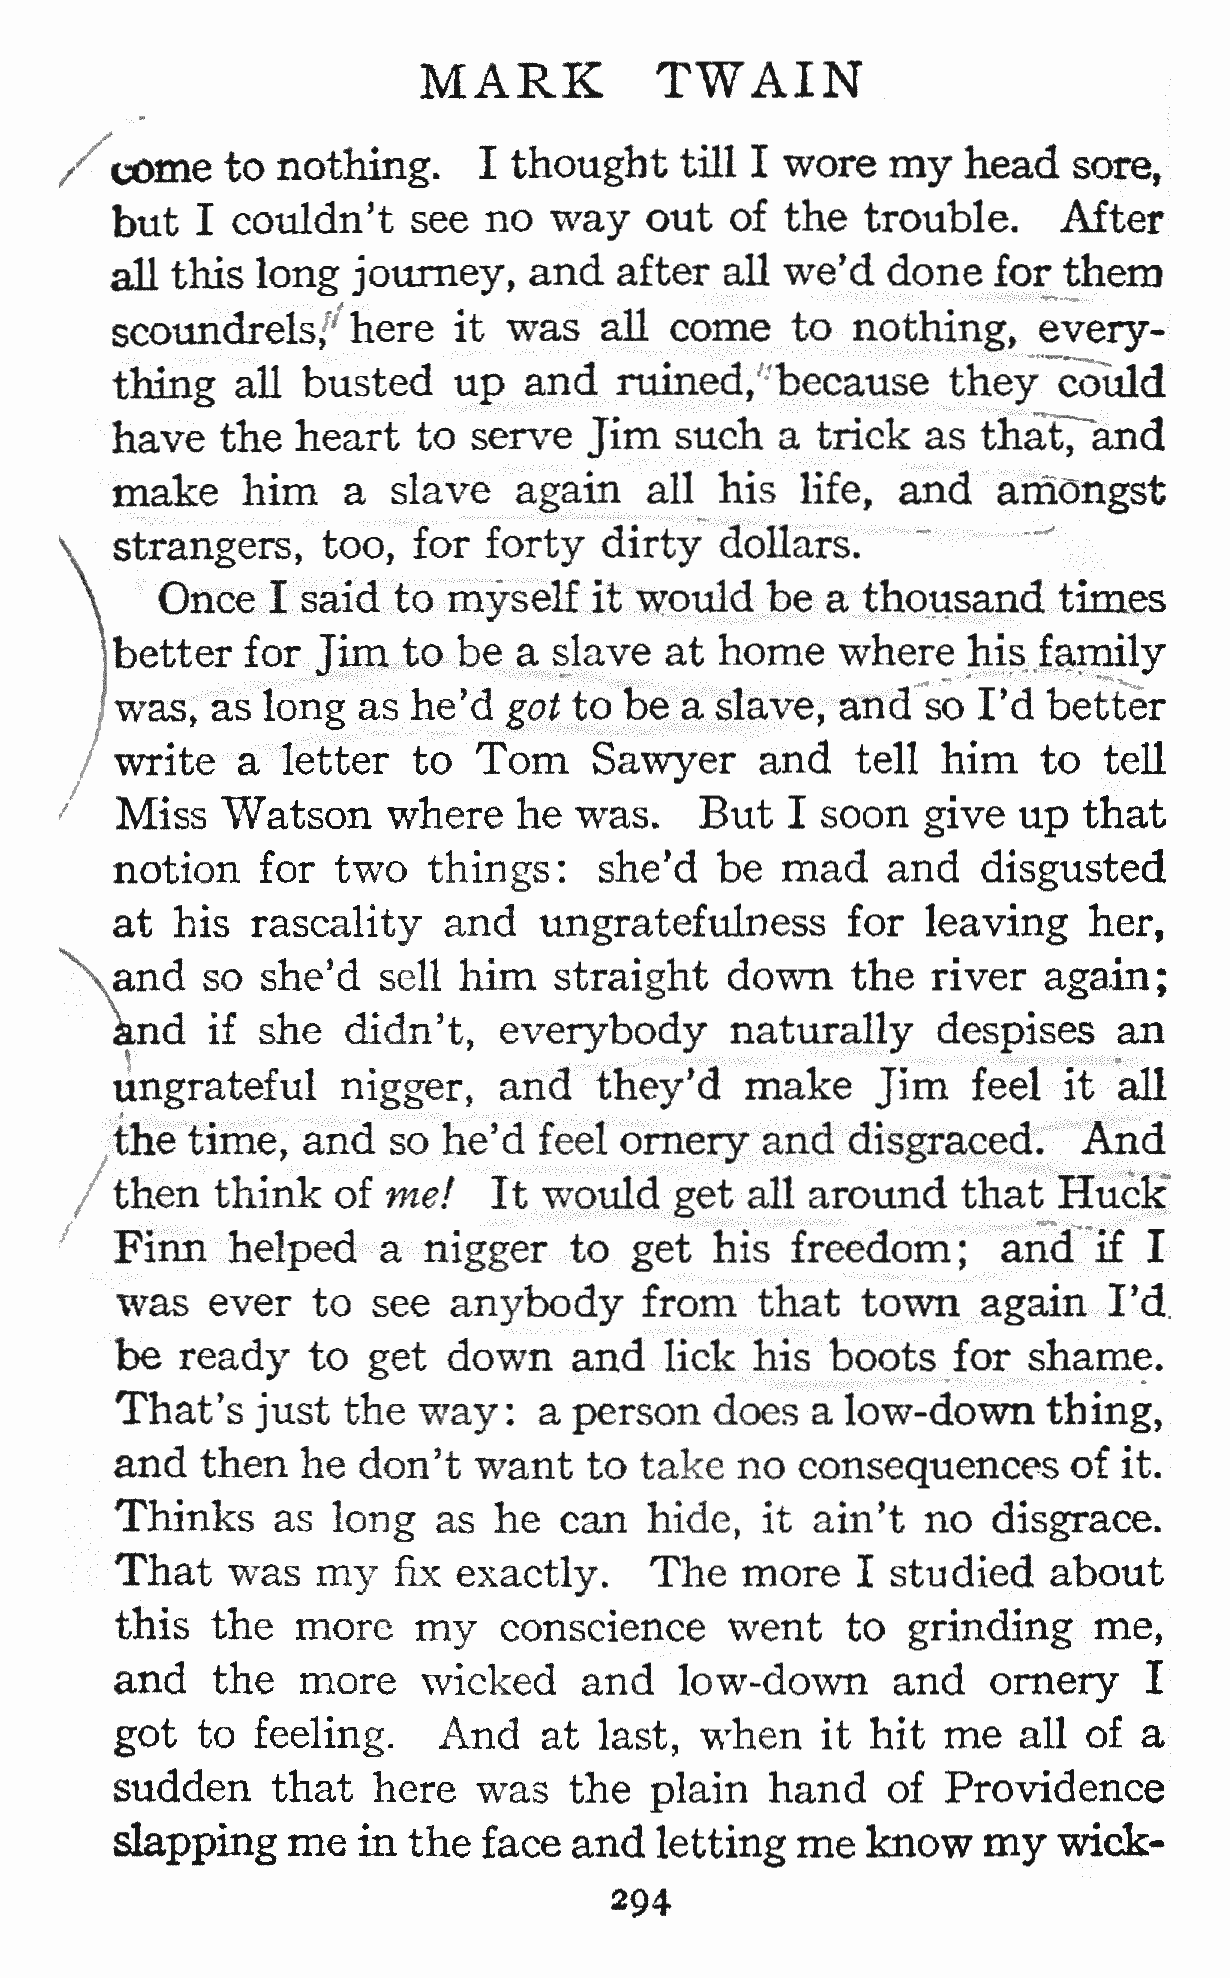 MARK TWAIN
come to nothing. I thought till I wore my head sore,
but I couldn't see no way out of the trouble. After
all this long journey, and after all we'd done for them
scoundrels, here it was all come to nothing, every-
thing all busted up and ruined, because they could
have the heart to serve Jim such a trick as that, and
make him a slave again all his life, and amongst
strangers, too, for forty dirty dollars.
Once I said to myself it would be a thousand times
better for Jim to be a slave at home where his family
was, as long as he'd got to be a slave, and so I'd better
write a letter to Tom Sawyer and tell him to tell
Miss Watson where he was. But I soon give up that
notion for two things: she'd be mad and disgusted
at his rascality and ungratefulness for leaving her,
and so she'd sell him straight down the river again;
and if she didn't, everybody naturally despises an
ungrateful nigger, and they'd make Jim feel it all
the time, and so he'd feel ornery and disgraced. And
then think of me! It would get all around that Huck
Finn helped a nigger to get his freedom; and if I
was ever to see anybody from that town again I'd
be ready to get down and lick his boots for shame.
That's just the way: a person does a low-down thing,
and then he don't want to take no consequences of it.
Thinks as long as he can hide, it ain't no disgrace.
That was my fix exactly. The more I studied about
this the more my conscience went to grinding me,
and the more wicked and low-down and ornery I
got to feeling. And at last, when it hit me all of a
sudden that here was the plain hand of Providence
slapping me in the face and letting me know my wick-
294